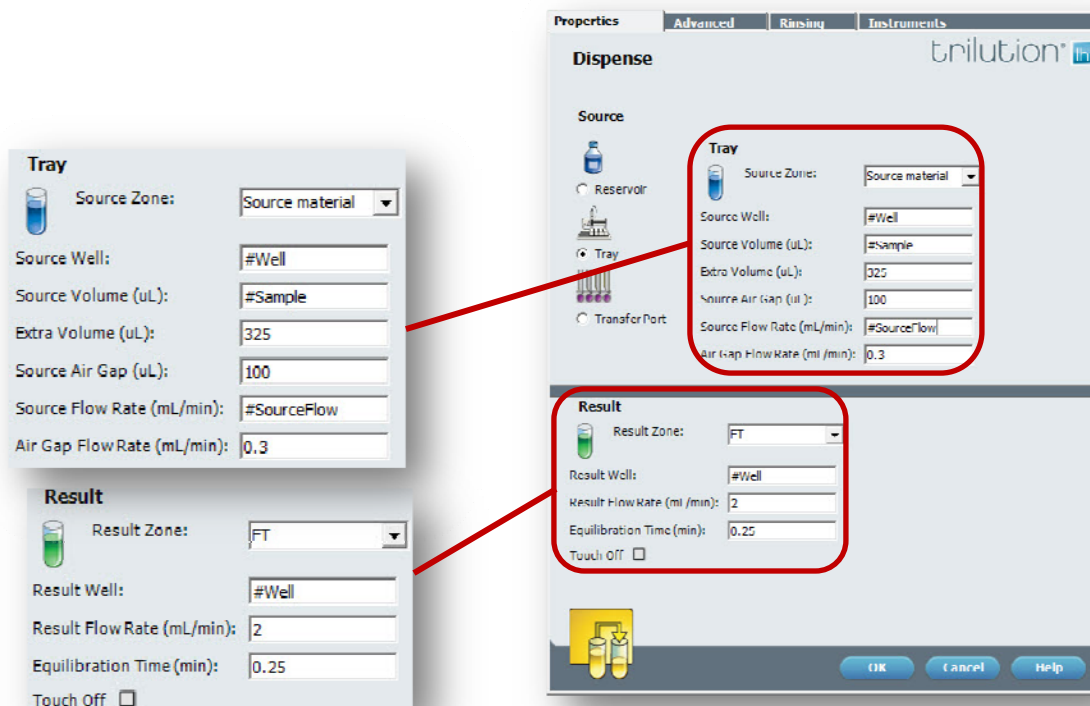 Tray
Source Zone: Source material
Source Well: #Well
Source Volume (uL): #Sample
Extra Volume (uL): 325
Source Air Gap (uL): 100
Source Flow Rate (mL/min): #SourceFlow
Air Gap Flow Rate (mL/min): 0.3
Result
Result Zone: FT
Result Well: #Well
Result Flow Rate (mL/min): 2
Equilibration Time (min): 0.25
Touch Off
Properties Advanced Rinsing Instruments
Dispense trilution lh
Source
Reservoir
Tray
Transfer Port
Tray
Source Zone: Source material
Source Well: #Well
Source Volume (uL): #Sample
Extra Volume (uL): 325
Source Air Gap (uL): 100
Source Flow Rate (mL/min): #SourceFlow
Air Gap Flow Rate (mL/min): 0.3
Result
Result Zone: FT
Result Well: #Well
Result Flow Rate (mL/min): 2
Equilibration Time (min): 0.25
Touch Off
OK Cancel Help